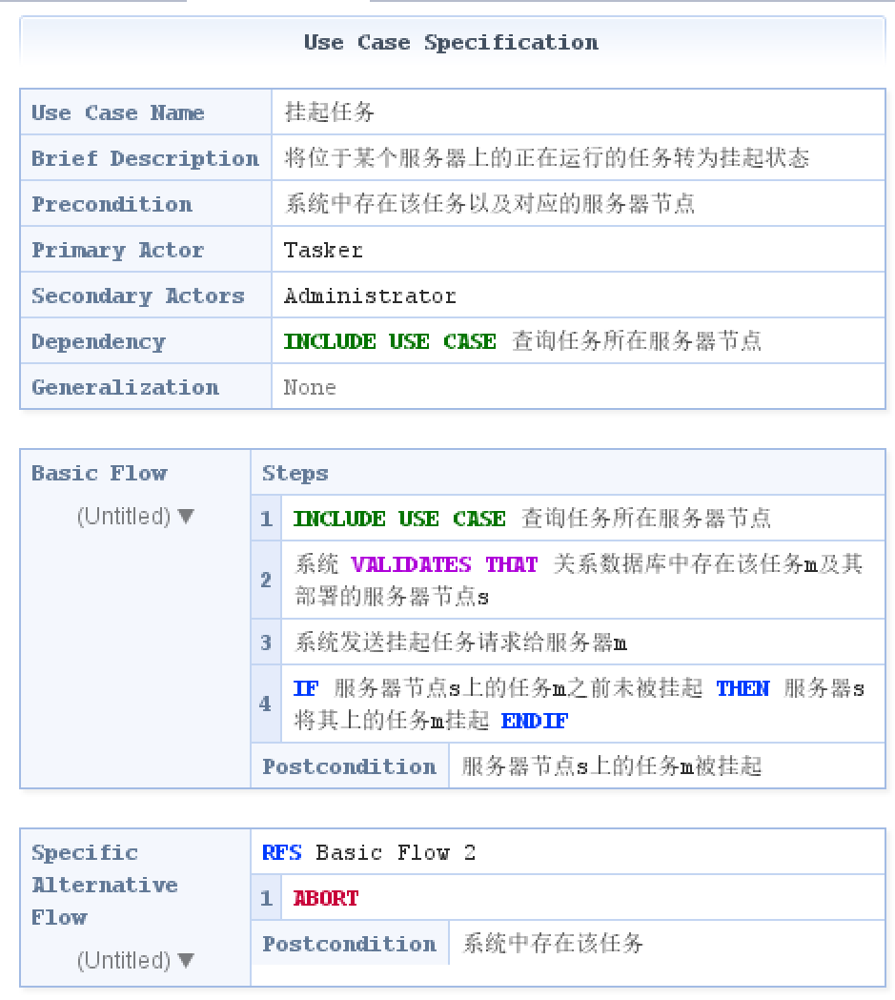 Use Case Specification
Use Case Name 挂起任务
Brief Description 将位于某个服务器上的正在运行的任务转为挂起状态
Precondition 系统中存在该任务以及对应的服务器节点
Primary Actor Tasker
Secondary Actors Administrator
Dependency INCLUDE USE CASE 查询任务所在服务器节点
Generalization None
Basic Flow Steps
(Untitled) ▼
1 INCLUDE USE CASE 查询任务所在服务器节点
2 系统 VALIDATES THAT 关系数据库中存在该任务m及其
部署的服务器节点s
3 系统发送挂起任务请求给服务器m
4 IF 服务器节点s上的任务m之前未被挂起 THEN 服务器s
将其上的任务m挂起 ENDIF
Postcondition 服务器节点s上的任务m被挂起
Specific
Alternative
Flow
(Untitled) ▼
RFS Basic Flow 2
1 ABORT
Postcondition 系统中存在该任务